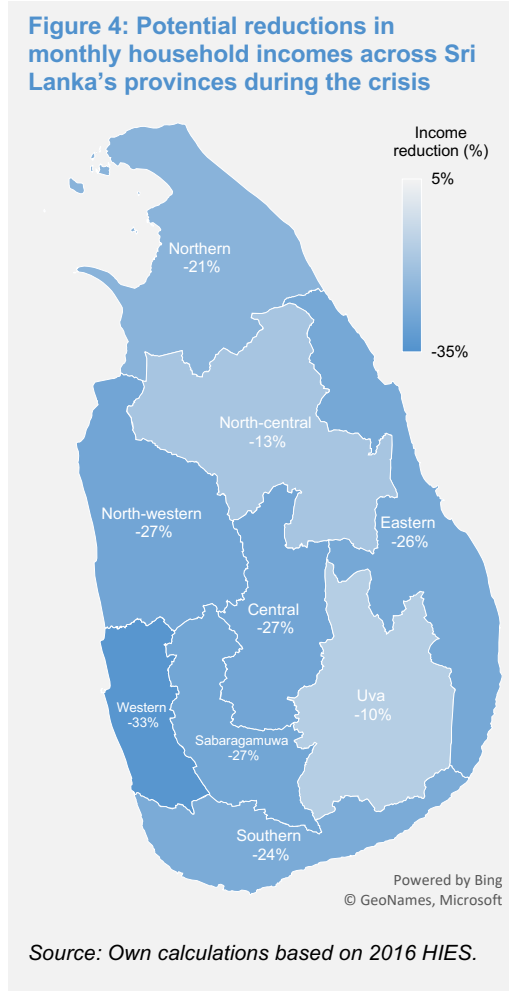 Figure 4: Potential reductions in
monthly household incomes across Sri
Lanka's provinces during the crisis
Income
reduction (%)
5%
-35%
Northern
-21%
North-central
-13%
North-western
-27%
Eastern
-26%
Central
-27%
Uva
-10%
Western
-33%
Sabaragamuwa
-27%
Southern
-24%
Powered by Bing
© GeoNames, Microsoft
Source: Own calculations based on 2016 HIES.